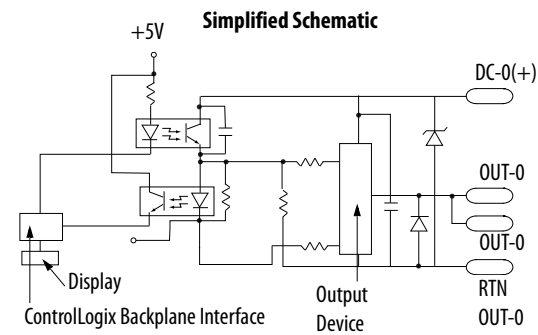 Simplified Schematic
+5V
DC-0(+)
OUT-0
OUT-0
RTN
OUT-0
Display
Output
Device
ControlLogix Backplane Interface